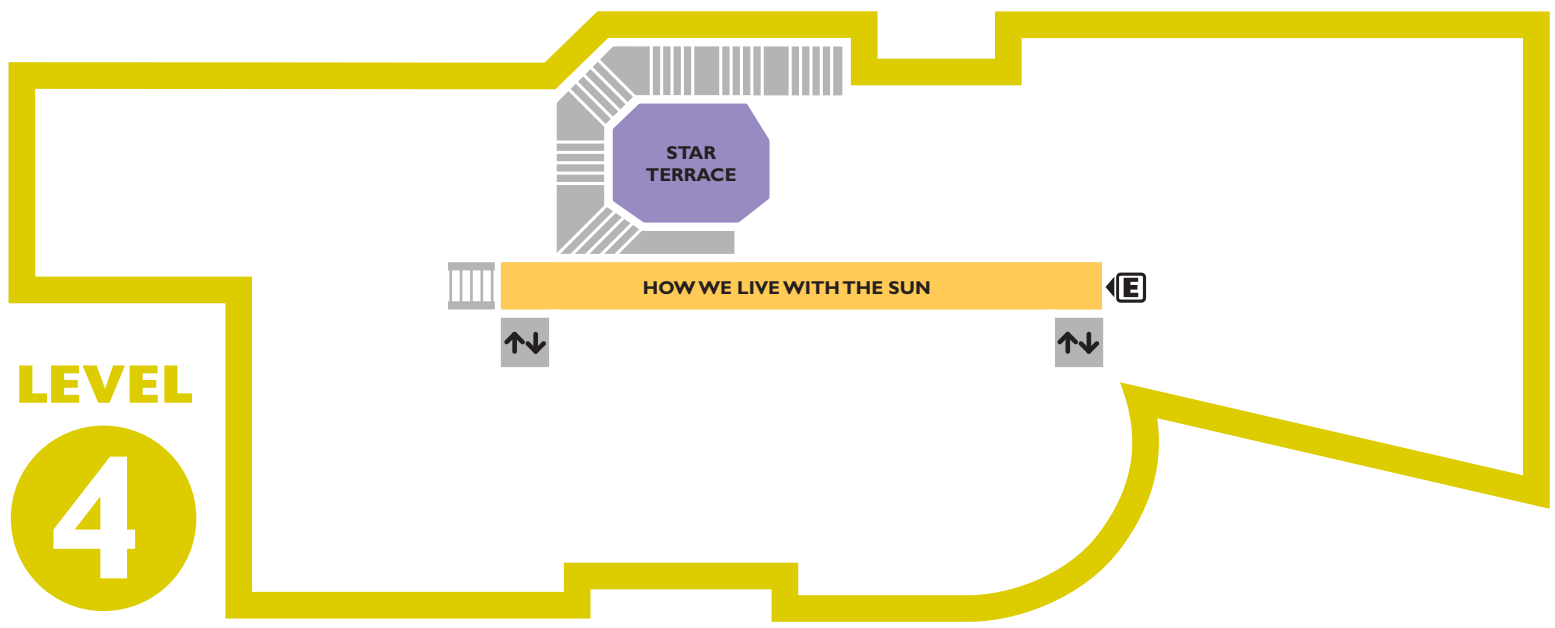 STAR
TERRACE
HOW WE LIVE WITH THE SUN
E
LEVEL
4